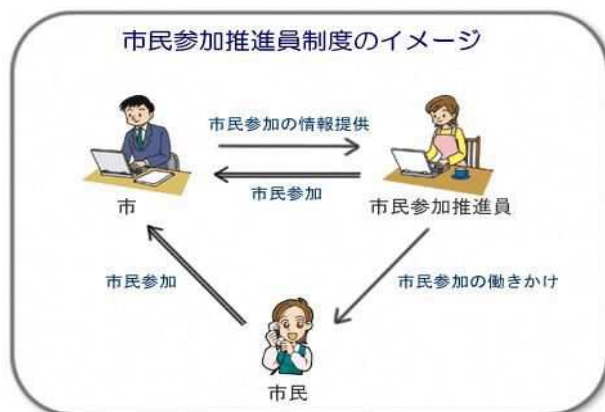 市民参加推進員制度のイメージ
市民参加の情報提供
市民参加
市
市民参加推進員
市民参加
市民参加の働きかけ
市民